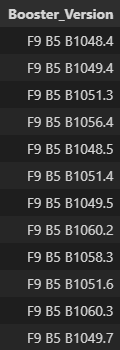 Booster_Version
F9 B5 B1048.4
F9 B5 B1049.4
F9 B5 B1051.3
F9 B5 B1056.4
F9 B5 B1048.5
F9 B5 B1051.4
F9 B5 B1049.5
F9 B5 B1060.2
F9 B5 B1058.3
F9 B5 B1051.6
F9 B5 B1060.3
F9 B5 B1049.7